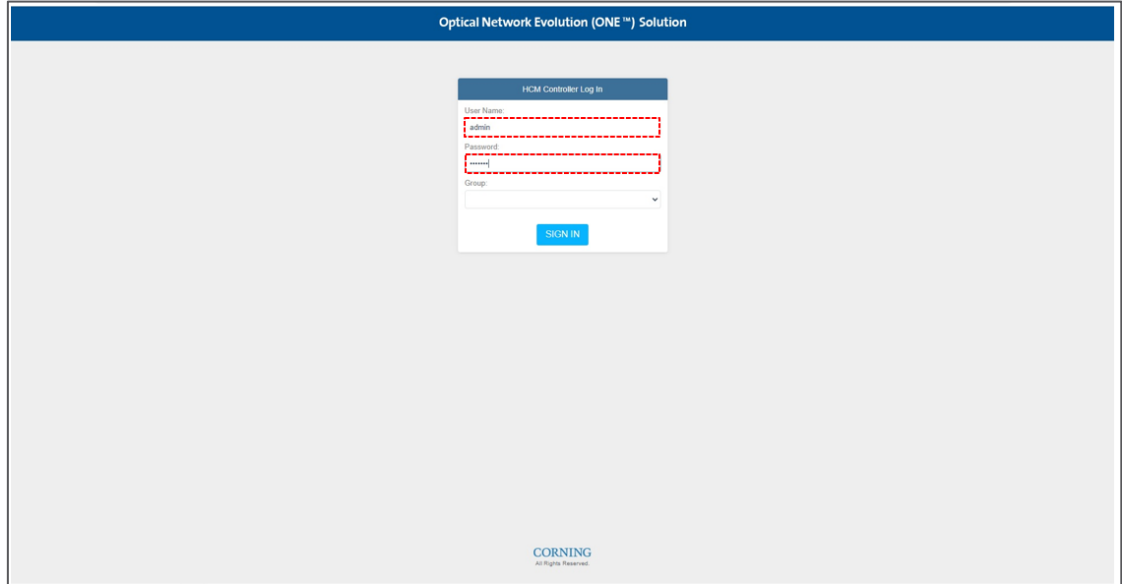 Optical Network Evolution (ONE™) Solution
HCM Controller Log In
User Name:
admin
Password:
•••••••
Group:
SIGN IN
CORNING
All Rights Reserved.